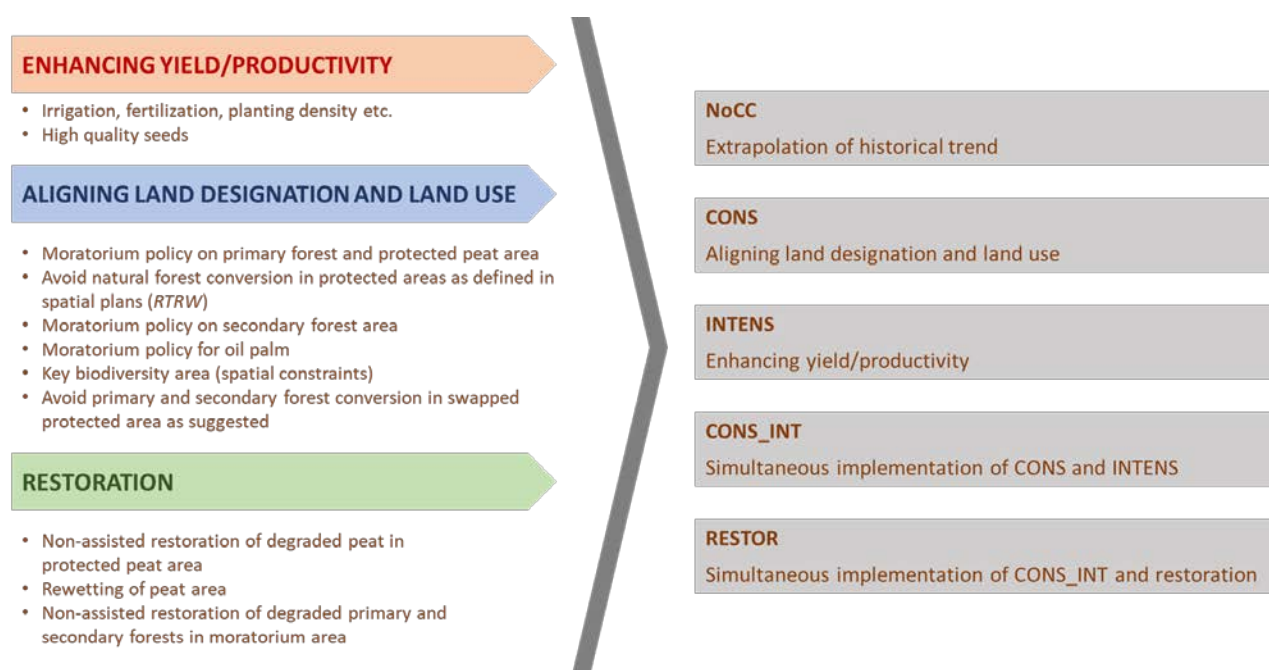 ENHANCING YIELD/PRODUCTIVITY
• Irrigation, fertilization, planting density etc.
• High quality seeds
ALIGNING LAND DESIGNATION AND LAND USE
• Moratorium policy on primary forest and protected peat area
• Avoid natural forest conversion in protected areas as defined in
spatial plans (RTRW)
• Moratorium policy on secondary forest area
• Moratorium policy for oil palm
• Key biodiversity area (spatial constraints)
• Avoid primary and secondary forest conversion in swapped
protected area as suggested
RESTORATION
• Non-assisted restoration of degraded peat in
protected peat area
• Rewetting of peat area
• Non-assisted restoration of degraded primary and
secondary forests in moratorium area
NoCC
Extrapolation of historical trend
CONS
Aligning land designation and land use
INTENS
Enhancing yield/productivity
CONS_INT
Simultaneous implementation of CONS and INTENS
RESTOR
Simultaneous implementation of CONS_INT and restoration